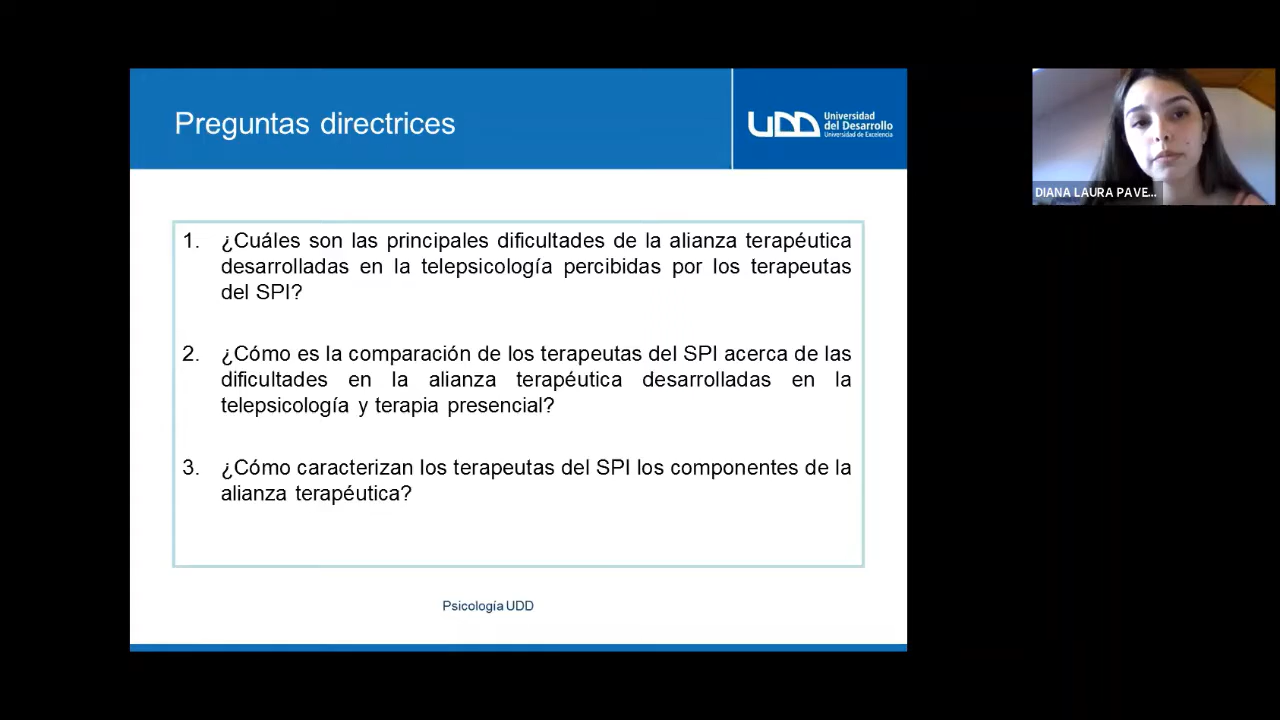 Preguntas directrices
UDD
Universidad
del Desarrollo
Universidad de Excelencia
DIANA LAURA PAVE...
1. ¿Cuáles son las principales dificultades de la alianza terapéutica
desarrolladas en la telepsicología percibidas por los terapeutas
del SPI?
2. ¿Cómo es la comparación de los terapeutas del SPI acerca de las
dificultades en la alianza terapéutica desarrolladas en la
telepsicología y terapia presencial?
3. ¿Cómo caracterizan los terapeutas del SPI los componentes de la
alianza terapéutica?
Psicología UDD